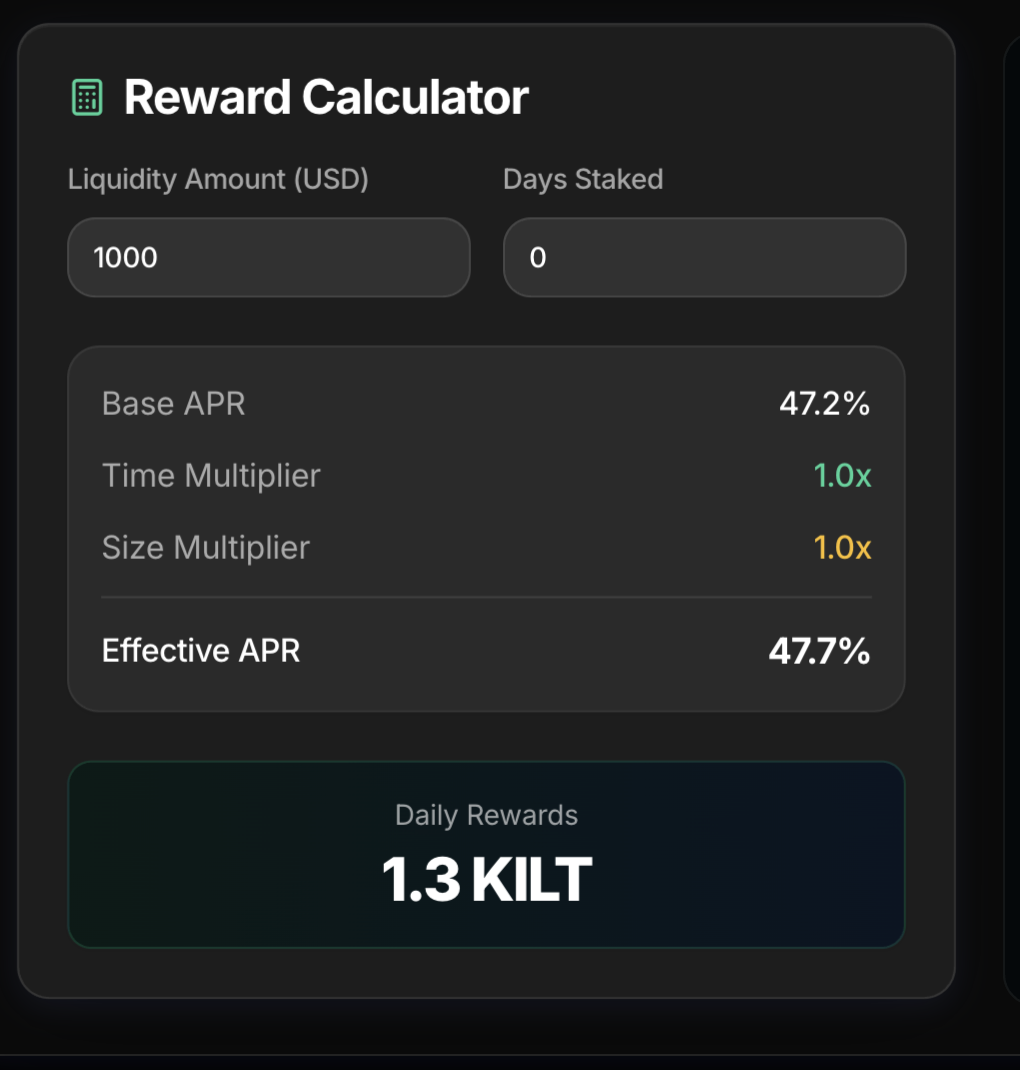 Reward Calculator
Liquidity Amount (USD) Days Staked
1000 0
Base APR 47.2%
Time Multiplier 1.0x
Size Multiplier 1.0x
Effective APR 47.7%
Daily Rewards
1.3 KILT